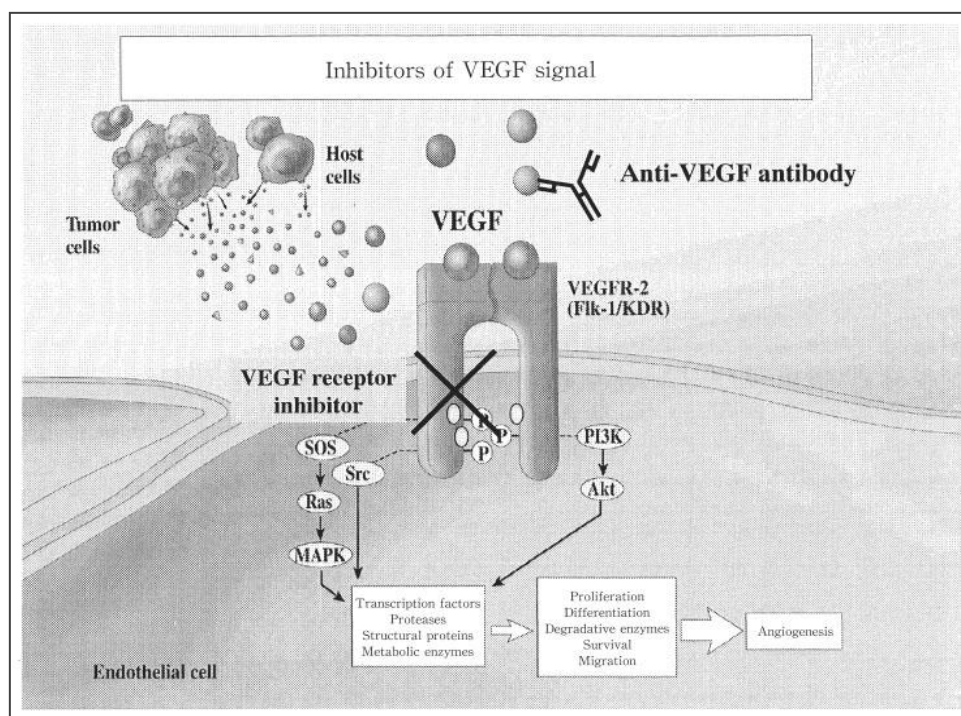 Inhibitors of VEGF signal
Host
cells
Tumor
cells
Anti-VEGF antibody
VEGF
VEGFR-2
(Flk-1/KDR)
VEGF receptor
inhibitor
P
P
P
SOS
Src
Ras
MAPK
PI3K
Akt
Transcription factors
Proteases
Structural proteins
Metabolic enzymes
Proliferation
Differentiation
Degradative enzymes
Survival
Migration
Angiogenesis
Endothelial cell